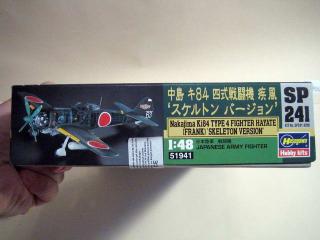 中島 キ84 四式戦闘機 疾風
‘スケルトン バージョン’
Nakajima Ki84 TYPE 4 FIGHTER HAYATE
(FRANK) ‘SKELETON VERSION’
1:48
日本陸軍 戦闘機
JAPANESE ARMY FIGHTER
51941
SP
241
Hasegawa
Hobby kits